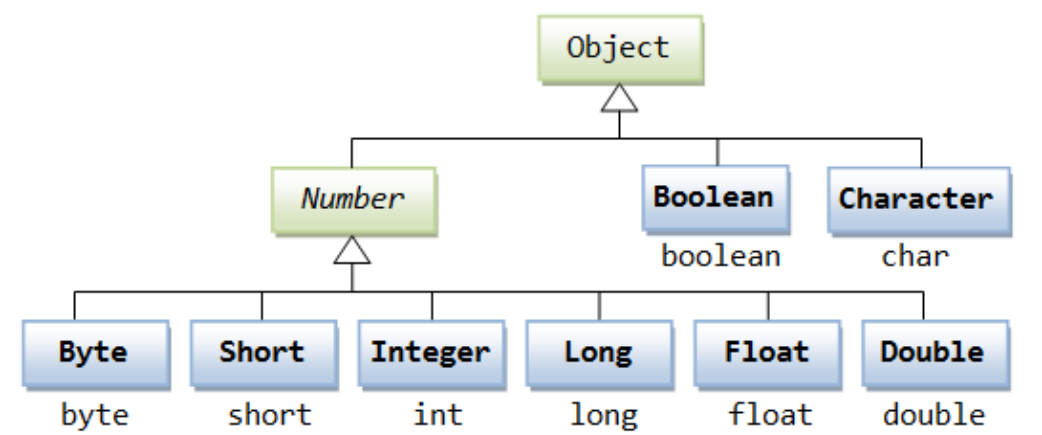 Object
Number
Boolean
Character
boolean
char
Byte
Short
Integer
Long
Float
Double
byte
short
int
long
float
double